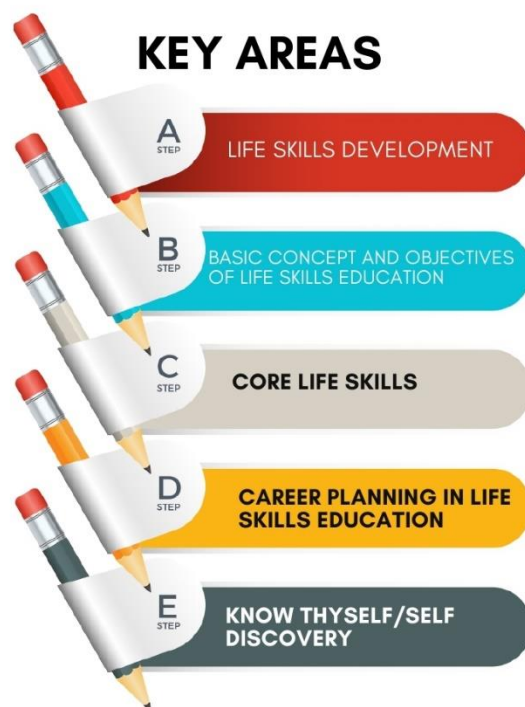 KEY AREAS
A
STEP
LIFE SKILLS DEVELOPMENT
B
STEP
BASIC CONCEPT AND OBJECTIVES
OF LIFE SKILLS EDUCATION
C
STEP
CORE LIFE SKILLS
D
STEP
CAREER PLANNING IN LIFE
SKILLS EDUCATION
E
STEP
KNOW THYSELF/SELF
DISCOVERY